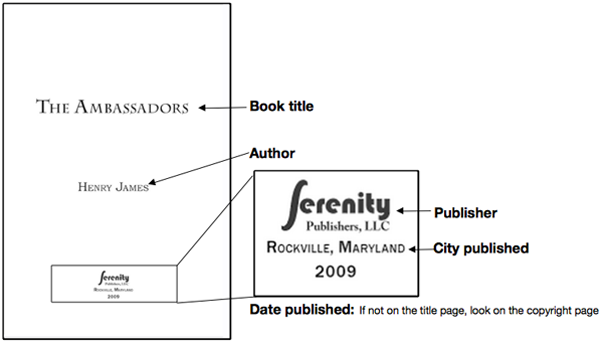 THE AMBASSADORS
Book title
Author
HENRY JAMES
Serenity
Publishers, LLC
Publisher
ROCKVILLE, MARYLAND
City published
2009
Serenity
Publishers, LLC
ROCKVILLE, MARYLAND
2009
Date published: If not on the title page, look on the copyright page